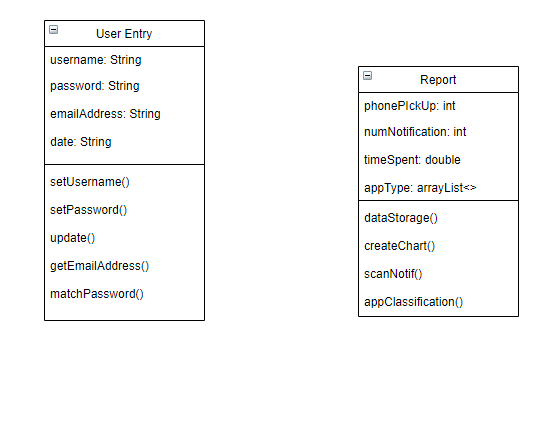 User Entry
username: String
password: String
emailAddress: String
date: String
setUsername()
setPassword()
update()
getEmailAddress()
matchPassword()
Report
phonePIckUp: int
numNotification: int
timeSpent: double
appType: arrayList<>
dataStorage()
createChart()
scanNotif()
appClassification()